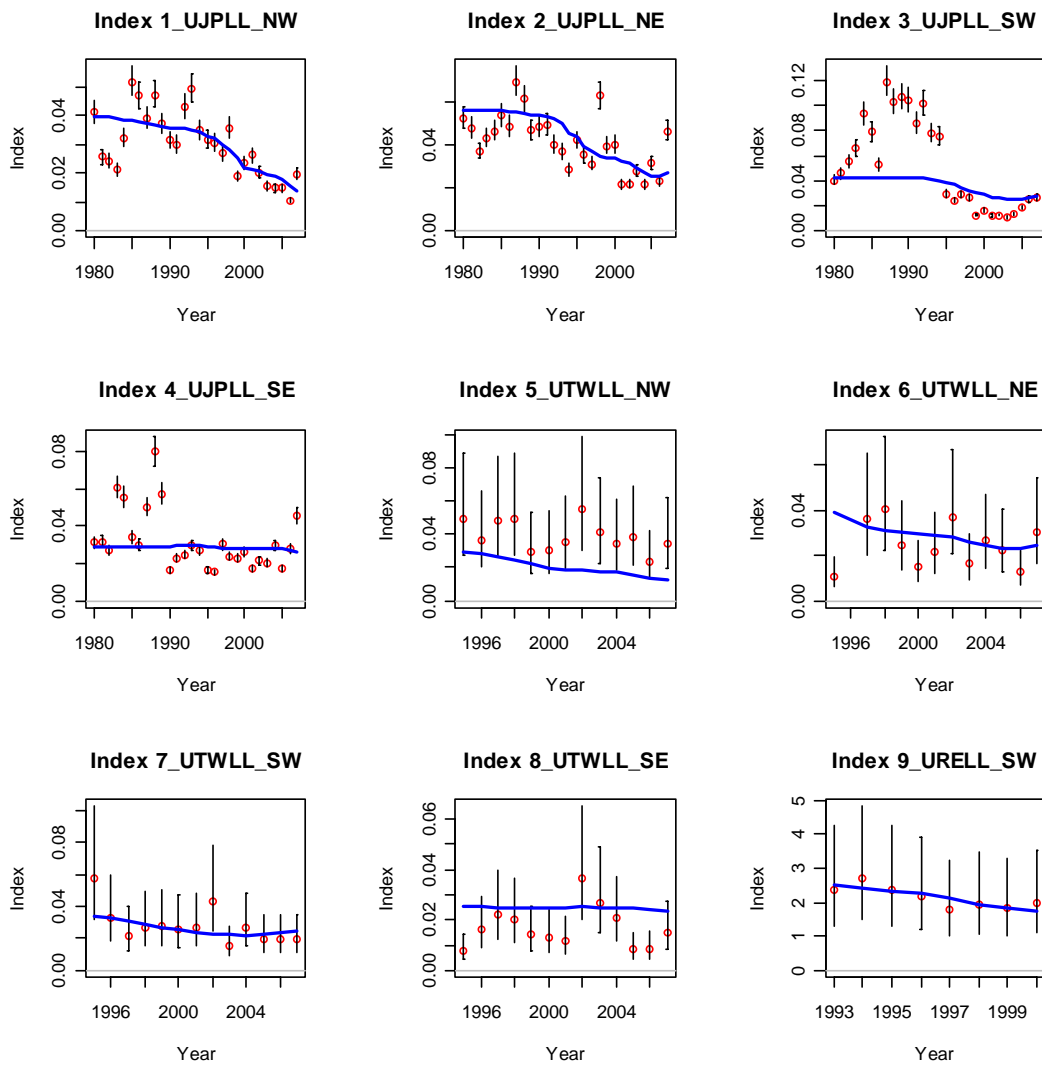 Index 1_UJPLL_NW
Index
0.00 0.02 0.04
1980 1990 2000
Year
Index 2_UJPLL_NE
Index
0.00 0.04
1980 1990 2000
Year
Index 3_UJPLL_SW
Index
0.00 0.04 0.08 0.12
1980 1990 2000
Year
Index 4_UJPLL_SE
Index
0.00 0.04 0.08
1980 1990 2000
Year
Index 5_UTWLL_NW
Index
0.00 0.04 0.08
1996 2000 2004
Year
Index 6_UTWLL_NE
Index
0.00 0.04
1996 2000 2004
Year
Index 7_UTWLL_SW
Index
0.00 0.04 0.08
1996 2000 2004
Year
Index 8_UTWLL_SE
Index
0.00 0.02 0.04 0.06
1996 2000 2004
Year
Index 9_URELL_SW
Index
0 1 2 3 4 5
1993 1995 1997 1999
Year